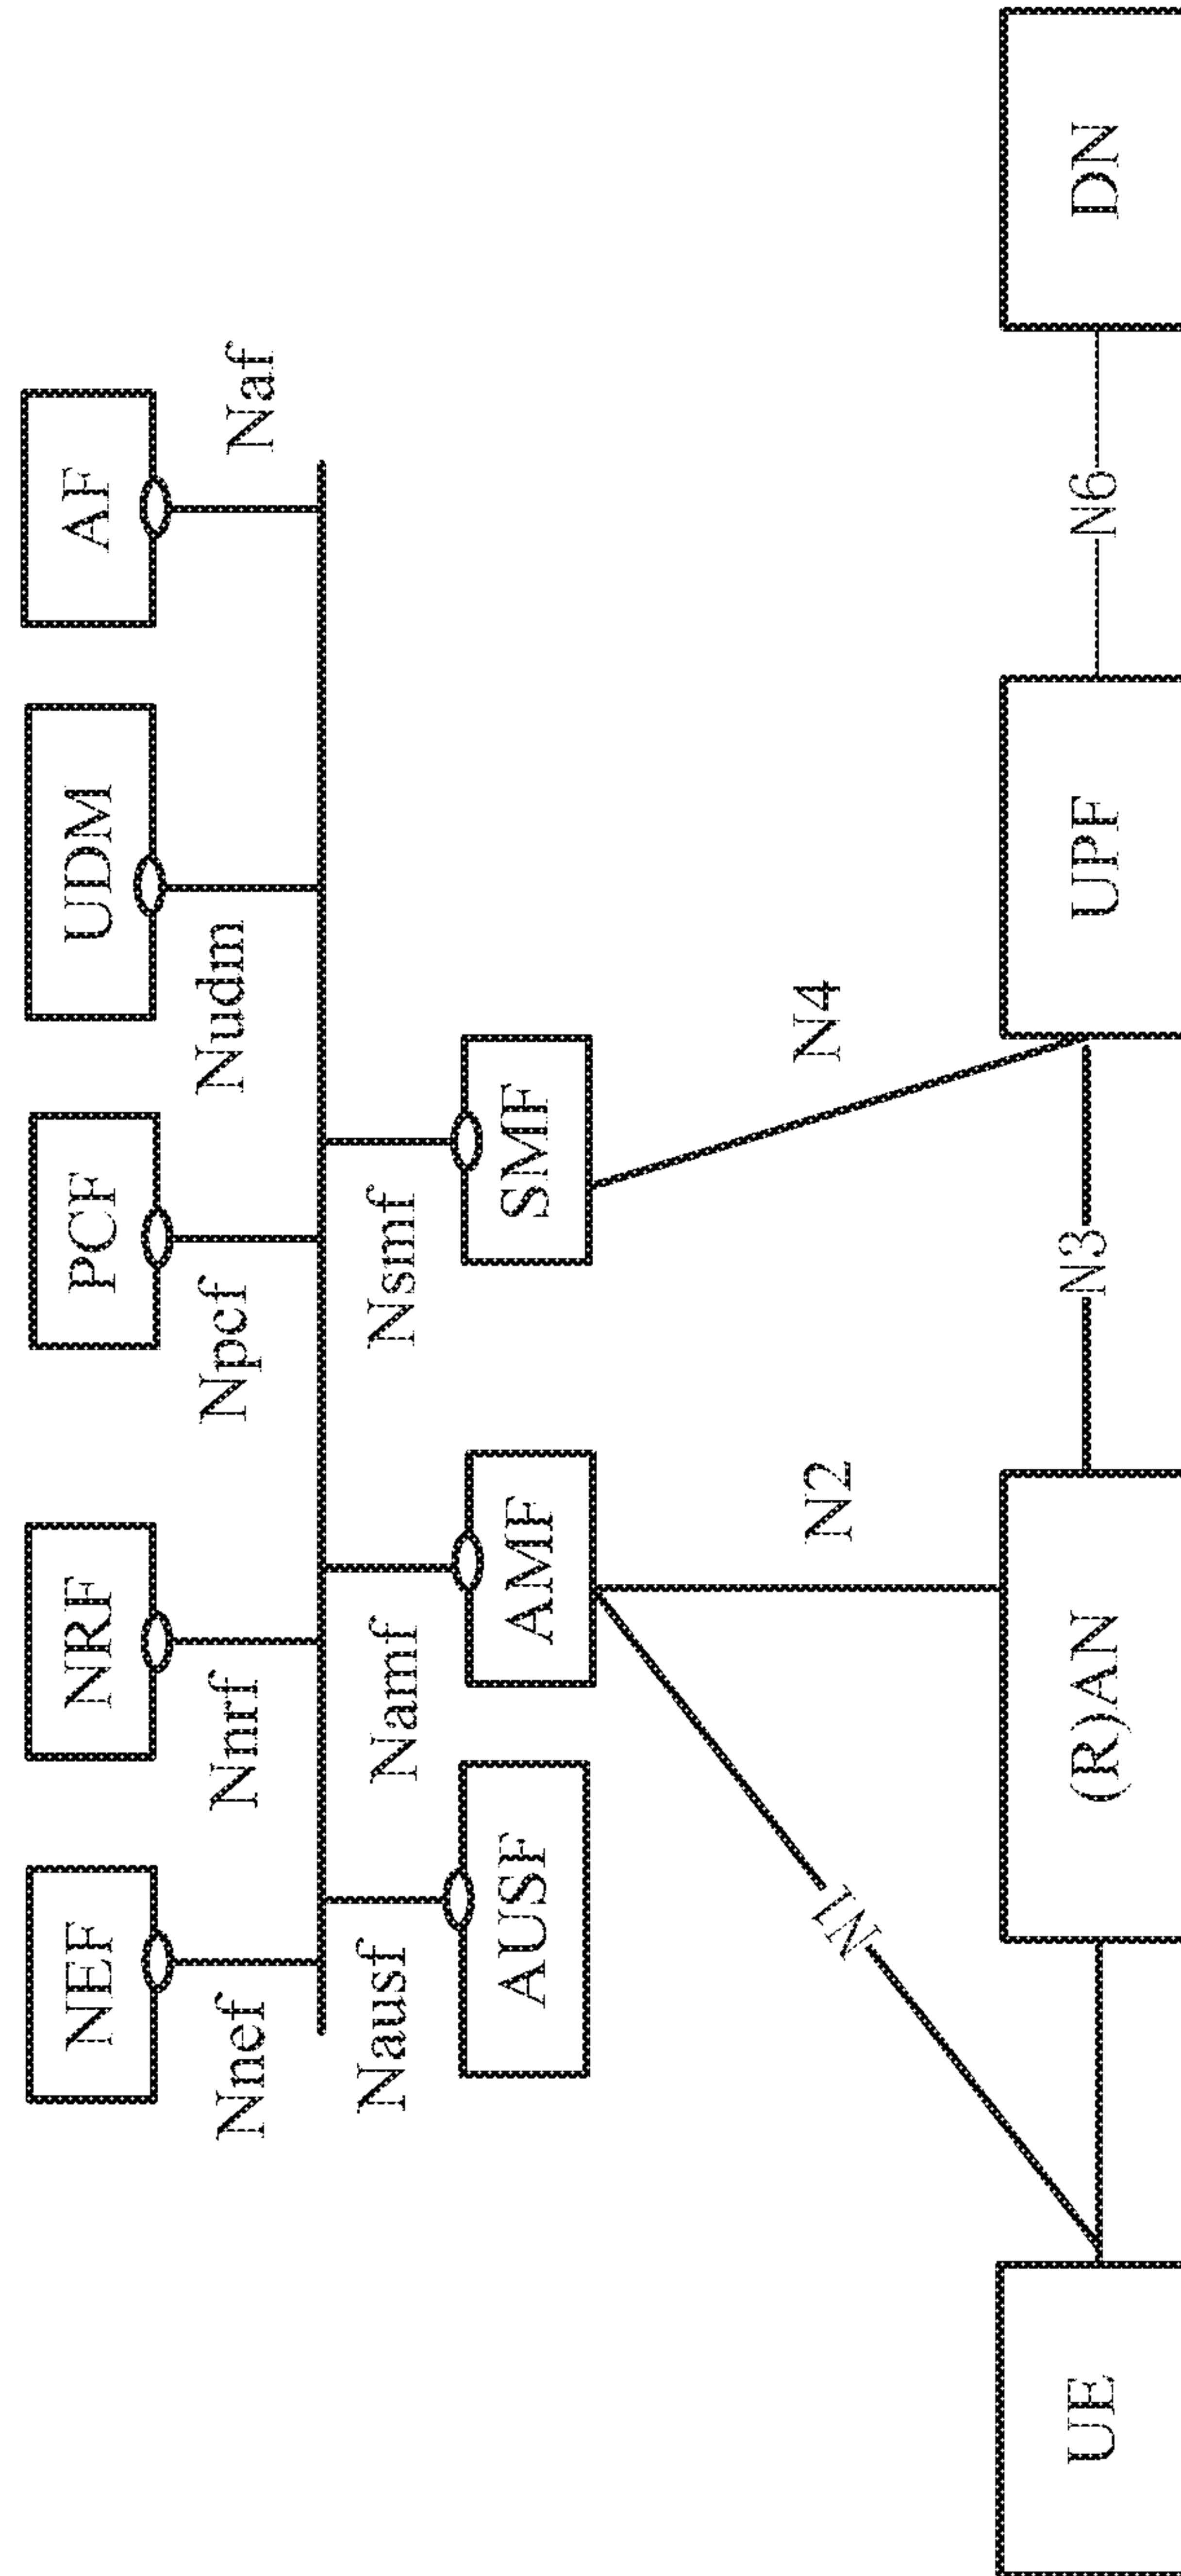 NEF
NRF
PCF
UDM
AF
Nnef
Nnrf
Npcf
Nudm
Naf
Nausf
Namf
Nsmf
AUSF
AMF
SMF
N1
N2
N4
UE
(R)AN
N3
UPF
N6
DN